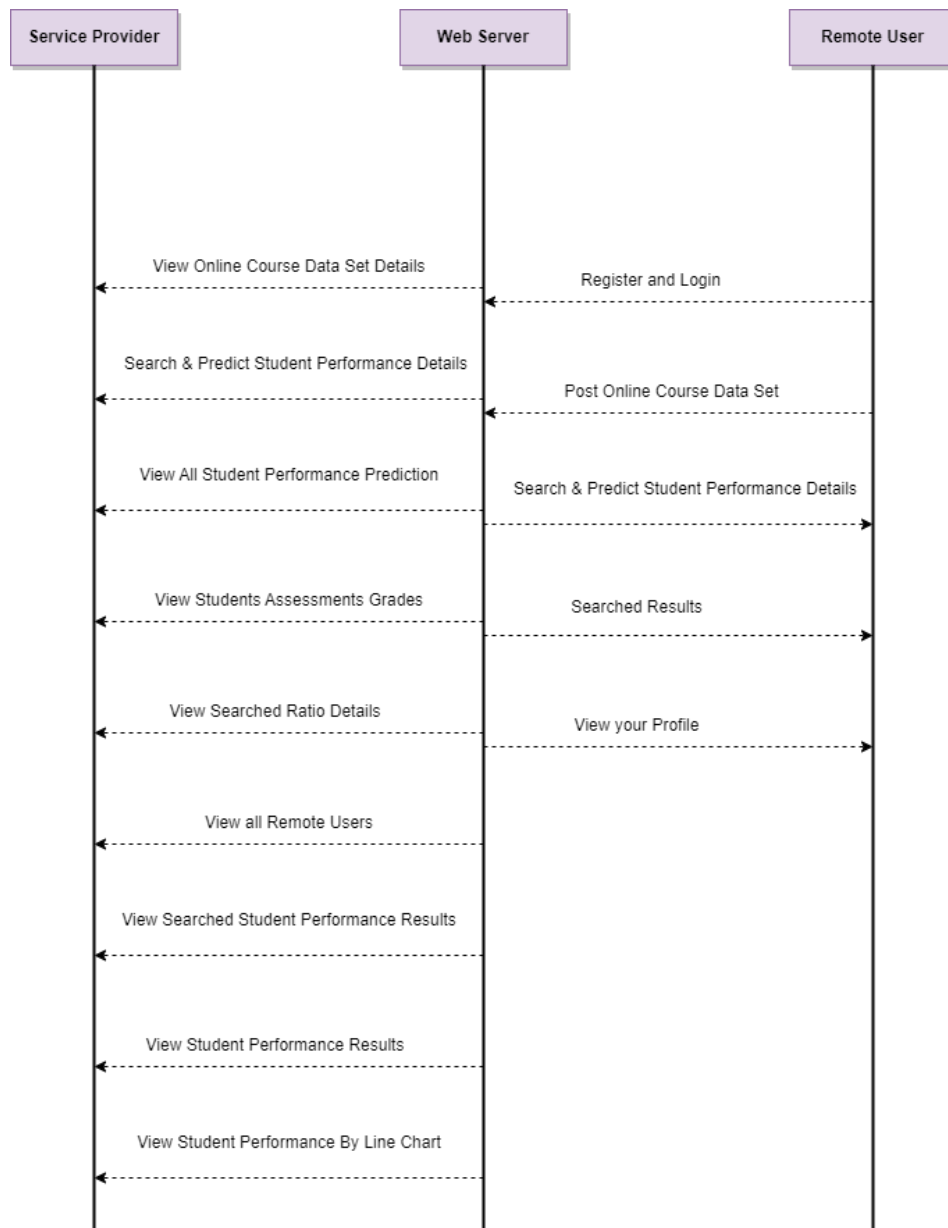 Service Provider
Web Server
Remote User
View Online Course Data Set Details
Register and Login
Search & Predict Student Performance Details
Post Online Course Data Set
View All Student Performance Prediction
Search & Predict Student Performance Details
View Students Assessments Grades
Searched Results
View Searched Ratio Details
View your Profile
View all Remote Users
View Searched Student Performance Results
View Student Performance Results
View Student Performance By Line Chart